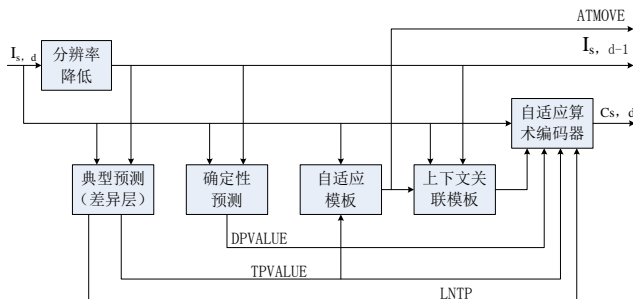 ATMOVE
I s, d
分辨率
降低
I s, d-1
自适应算
术编码器
Cs, d
典型预测
（差异层）
确定性
预测
自适应
模板
上下文关
联模板
DPVALUE
TPVALUE
LNTP